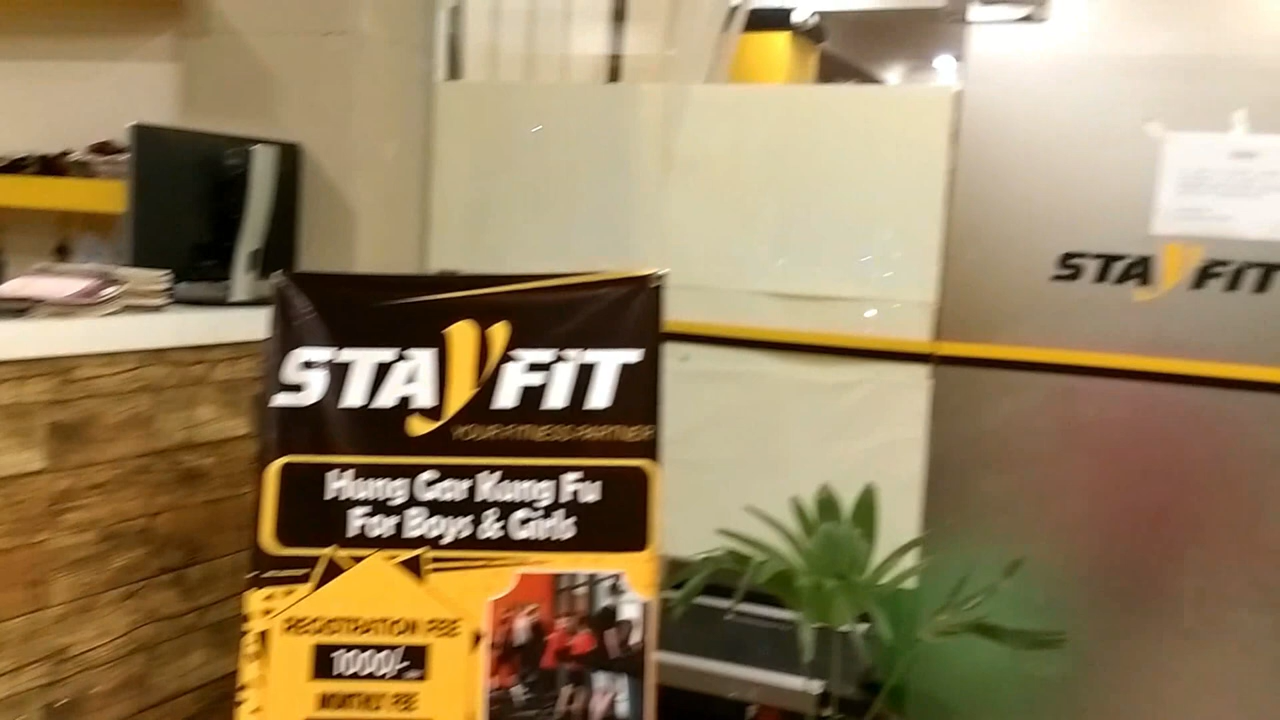 STAYFIT
YOUR FITNESS PARTNER
Hung Gar Kung Fu
For Boys & Girls
REGISTRATION FEE
1000/-
MONTHLY FEE
STAYFIT